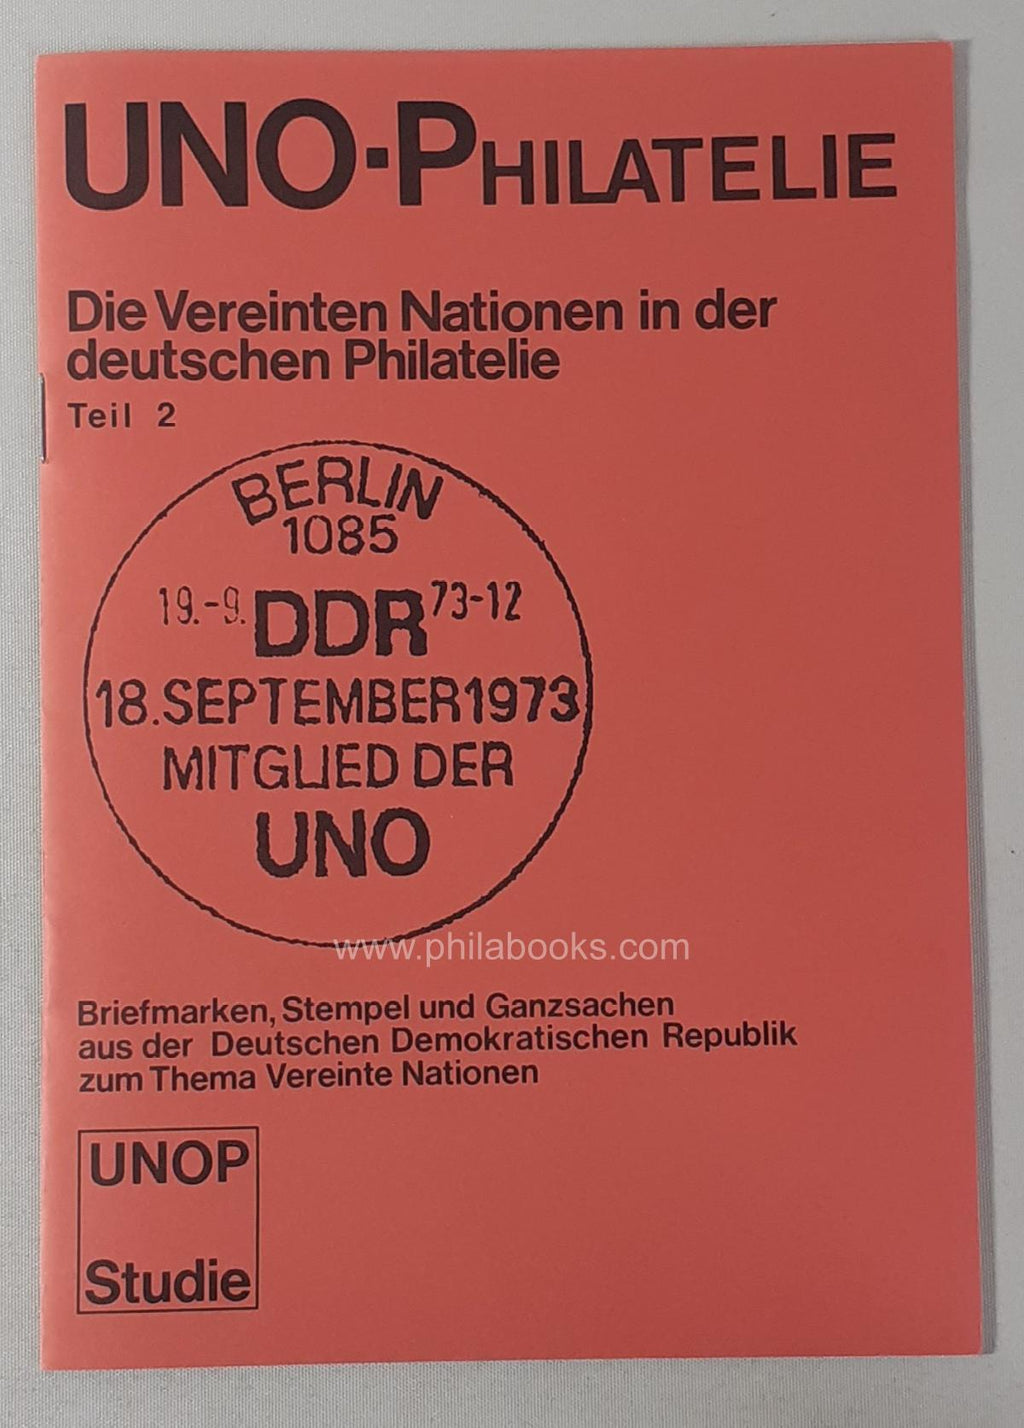 UNO-PHILATELIE
Die Vereinten Nationen in der
deutschen Philatelie
Teil 2
BERLIN
1085
19.-9. DDR 73-12
18. SEPTEMBER 1973
MITGLIED DER
UNO
www.philabooks.com
Briefmarken, Stempel und Ganzsachen
aus der Deutschen Demokratischen Republik
zum Thema Vereinte Nationen
UNOP
Studie